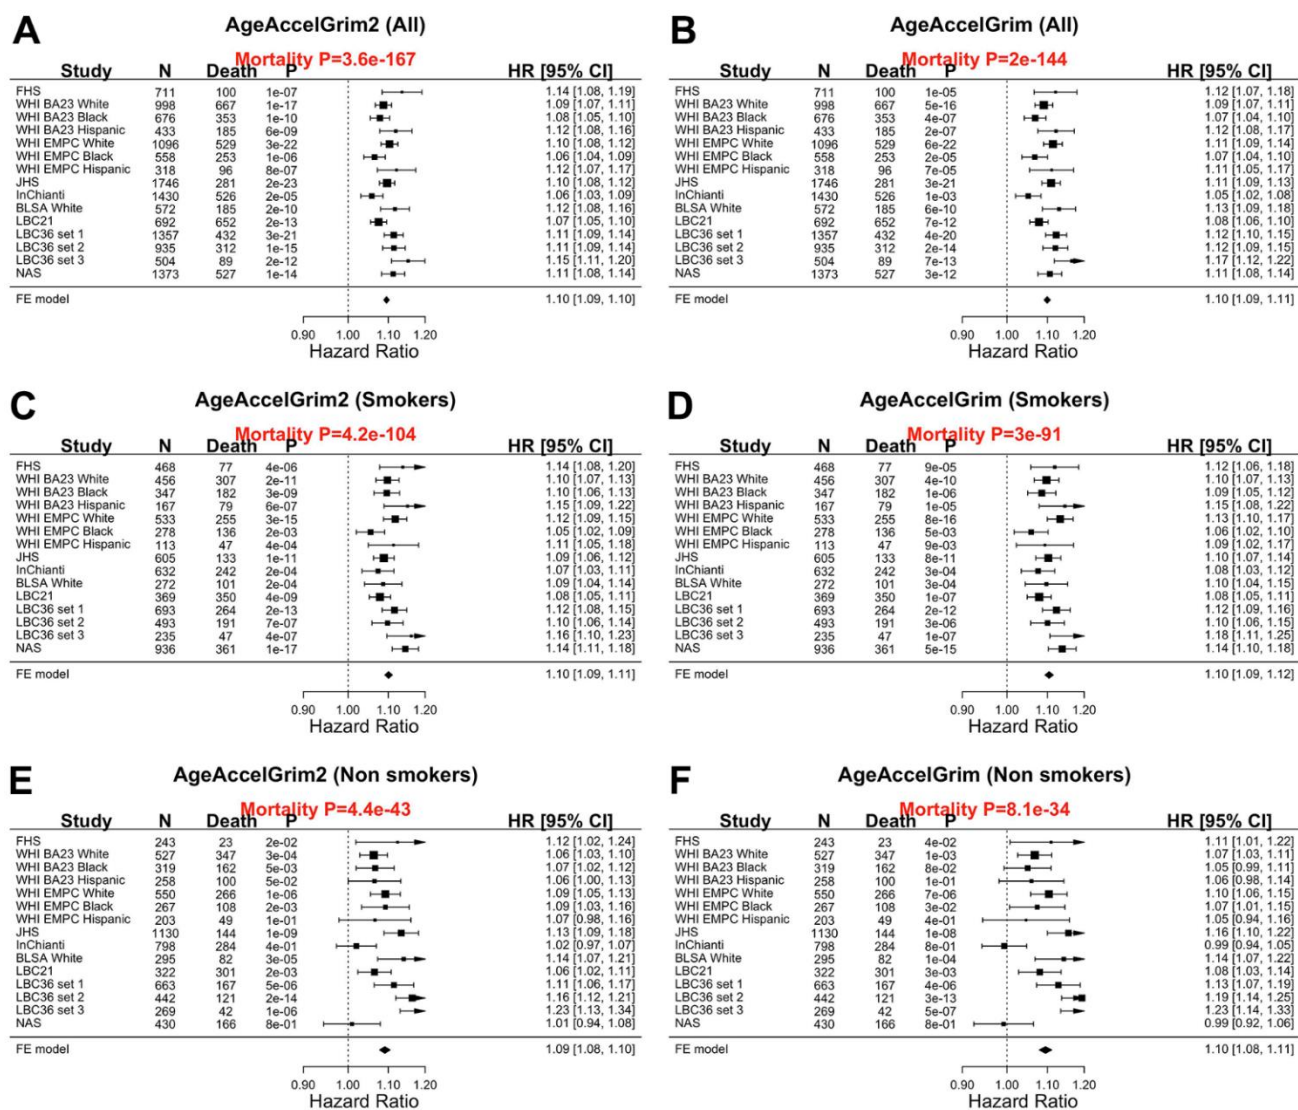 A
AgeAccelGrim2 (All)
Mortality P=3.6e-167
Study N Death P HR [95% CI]
FHS 711 100 1e-07 1.14 [1.08, 1.19]
WHI BA23 White 998 667 1e-17 1.09 [1.07, 1.11]
WHI BA23 Black 676 353 1e-10 1.08 [1.05, 1.10]
WHI BA23 Hispanic 433 185 6e-09 1.12 [1.08, 1.16]
WHI EMPC White 1096 529 3e-22 1.10 [1.08, 1.12]
WHI EMPC Black 558 253 1e-06 1.06 [1.04, 1.09]
WHI EMPC Hispanic 318 96 8e-07 1.12 [1.07, 1.17]
JHS 1746 281 2e-23 1.10 [1.08, 1.12]
InChianti 1430 526 2e-05 1.06 [1.03, 1.09]
BLSA White 572 185 2e-10 1.12 [1.08, 1.16]
LBC21 692 652 2e-13 1.07 [1.05, 1.10]
LBC36 set 1 1357 432 3e-21 1.11 [1.09, 1.14]
LBC36 set 2 935 312 1e-15 1.11 [1.09, 1.14]
LBC36 set 3 504 89 2e-12 1.15 [1.11, 1.20]
NAS 1373 527 1e-14 1.11 [1.08, 1.14]
FE model 1.10 [1.09, 1.10]
0.90 1.00 1.10 1.20
Hazard Ratio
B
AgeAccelGrim (All)
Mortality P=2e-144
Study N Death P HR [95% CI]
FHS 711 100 1e-05 1.12 [1.07, 1.18]
WHI BA23 White 998 667 5e-16 1.09 [1.07, 1.11]
WHI BA23 Black 676 353 4e-07 1.07 [1.04, 1.10]
WHI BA23 Hispanic 433 185 2e-07 1.12 [1.08, 1.17]
WHI EMPC White 1096 529 6e-22 1.11 [1.09, 1.14]
WHI EMPC Black 558 253 2e-05 1.07 [1.04, 1.10]
WHI EMPC Hispanic 318 96 7e-05 1.11 [1.05, 1.17]
JHS 1746 281 3e-21 1.11 [1.09, 1.13]
InChianti 1430 526 1e-03 1.05 [1.02, 1.08]
BLSA White 572 185 6e-10 1.13 [1.09, 1.18]
LBC21 692 652 7e-12 1.08 [1.06, 1.10]
LBC36 set 1 1357 432 4e-20 1.12 [1.10, 1.15]
LBC36 set 2 935 312 2e-14 1.12 [1.09, 1.15]
LBC36 set 3 504 89 7e-13 1.17 [1.12, 1.22]
NAS 1373 527 3e-12 1.11 [1.08, 1.14]
FE model 1.10 [1.09, 1.11]
0.90 1.00 1.10 1.20
Hazard Ratio
C
AgeAccelGrim2 (Smokers)
Mortality P=4.2e-104
Study N Death P HR [95% CI]
FHS 468 77 4e-06 1.14 [1.08, 1.20]
WHI BA23 White 456 307 2e-11 1.10 [1.07, 1.13]
WHI BA23 Black 347 182 3e-09 1.10 [1.06, 1.13]
WHI BA23 Hispanic 167 79 6e-07 1.15 [1.09, 1.22]
WHI EMPC White 533 255 3e-15 1.12 [1.09, 1.15]
WHI EMPC Black 278 136 2e-03 1.05 [1.02, 1.09]
WHI EMPC Hispanic 113 47 4e-04 1.11 [1.05, 1.18]
JHS 605 133 1e-11 1.09 [1.06, 1.12]
InChianti 632 242 2e-04 1.07 [1.03, 1.11]
BLSA White 272 101 2e-04 1.09 [1.04, 1.14]
LBC21 369 350 4e-09 1.08 [1.05, 1.11]
LBC36 set 1 693 264 2e-13 1.12 [1.08, 1.15]
LBC36 set 2 493 191 7e-07 1.10 [1.06, 1.14]
LBC36 set 3 235 47 4e-07 1.16 [1.10, 1.23]
NAS 936 361 1e-17 1.14 [1.11, 1.18]
FE model 1.10 [1.09, 1.11]
0.90 1.00 1.10 1.20
Hazard Ratio
D
AgeAccelGrim (Smokers)
Mortality P=3e-91
Study N Death P HR [95% CI]
FHS 468 77 9e-05 1.12 [1.06, 1.18]
WHI BA23 White 456 307 4e-10 1.10 [1.07, 1.13]
WHI BA23 Black 347 182 1e-06 1.09 [1.05, 1.12]
WHI BA23 Hispanic 167 79 1e-05 1.15 [1.08, 1.22]
WHI EMPC White 533 255 8e-16 1.13 [1.10, 1.17]
WHI EMPC Black 278 136 5e-03 1.06 [1.02, 1.10]
WHI EMPC Hispanic 113 47 9e-03 1.09 [1.02, 1.17]
JHS 605 133 8e-11 1.10 [1.07, 1.14]
InChianti 632 242 3e-04 1.08 [1.03, 1.12]
BLSA White 272 101 3e-04 1.10 [1.04, 1.15]
LBC21 369 350 1e-07 1.08 [1.05, 1.11]
LBC36 set 1 693 264 2e-12 1.12 [1.09, 1.16]
LBC36 set 2 493 191 3e-06 1.10 [1.06, 1.15]
LBC36 set 3 235 47 1e-07 1.18 [1.11, 1.25]
NAS 936 361 5e-15 1.14 [1.10, 1.18]
FE model 1.10 [1.09, 1.12]
0.90 1.00 1.10 1.20
Hazard Ratio
E
AgeAccelGrim2 (Non smokers)
Mortality P=4.4e-43
Study N Death P HR [95% CI]
FHS 243 23 2e-02 1.12 [1.02, 1.24]
WHI BA23 White 527 347 3e-04 1.06 [1.03, 1.10]
WHI BA23 Black 319 162 5e-03 1.07 [1.02, 1.12]
WHI BA23 Hispanic 258 100 5e-02 1.06 [1.00, 1.13]
WHI EMPC White 550 266 1e-06 1.09 [1.05, 1.13]
WHI EMPC Black 267 108 2e-03 1.09 [1.03, 1.16]
WHI EMPC Hispanic 203 49 1e-01 1.07 [0.98, 1.16]
JHS 1130 144 1e-09 1.13 [1.09, 1.18]
InChianti 798 284 4e-01 1.02 [0.97, 1.07]
BLSA White 295 82 3e-05 1.14 [1.07, 1.21]
LBC21 322 301 2e-03 1.06 [1.02, 1.11]
LBC36 set 1 663 167 5e-06 1.11 [1.06, 1.17]
LBC36 set 2 442 121 2e-14 1.16 [1.12, 1.21]
LBC36 set 3 269 42 1e-06 1.23 [1.13, 1.34]
NAS 430 166 8e-01 1.01 [0.94, 1.08]
FE model 1.09 [1.08, 1.10]
0.90 1.00 1.10 1.20
Hazard Ratio
F
AgeAccelGrim (Non smokers)
Mortality P=8.1e-34
Study N Death P HR [95% CI]
FHS 243 23 4e-02 1.11 [1.01, 1.22]
WHI BA23 White 527 347 1e-03 1.07 [1.03, 1.11]
WHI BA23 Black 319 162 8e-02 1.05 [0.99, 1.11]
WHI BA23 Hispanic 258 100 1e-01 1.06 [0.98, 1.14]
WHI EMPC White 550 266 7e-06 1.10 [1.06, 1.15]
WHI EMPC Black 267 108 3e-02 1.07 [1.01, 1.15]
WHI EMPC Hispanic 203 49 4e-01 1.05 [0.94, 1.16]
JHS 1130 144 1e-08 1.16 [1.10, 1.22]
InChianti 798 284 8e-01 0.99 [0.94, 1.05]
BLSA White 295 82 1e-04 1.14 [1.07, 1.22]
LBC21 322 301 3e-03 1.08 [1.03, 1.14]
LBC36 set 1 663 167 4e-06 1.13 [1.07, 1.19]
LBC36 set 2 442 121 3e-13 1.19 [1.14, 1.25]
LBC36 set 3 269 42 5e-07 1.23 [1.14, 1.33]
NAS 430 166 8e-01 0.99 [0.92, 1.06]
FE model 1.10 [1.08, 1.11]
0.90 1.00 1.10 1.20
Hazard Ratio